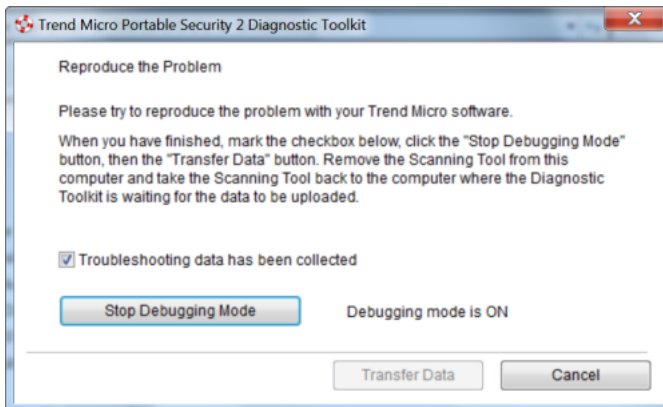 Trend Micro Portable Security 2 Diagnostic Toolkit
Reproduce the Problem
Please try to reproduce the problem with your Trend Micro software.
When you have finished, mark the checkbox below, click the "Stop Debugging Mode"
button, then the "Transfer Data" button. Remove the Scanning Tool from this
computer and take the Scanning Tool back to the computer where the Diagnostic
Toolkit is waiting for the data to be uploaded.
Troubleshooting data has been collected
Stop Debugging Mode
Debugging mode is ON
Transfer Data
Cancel